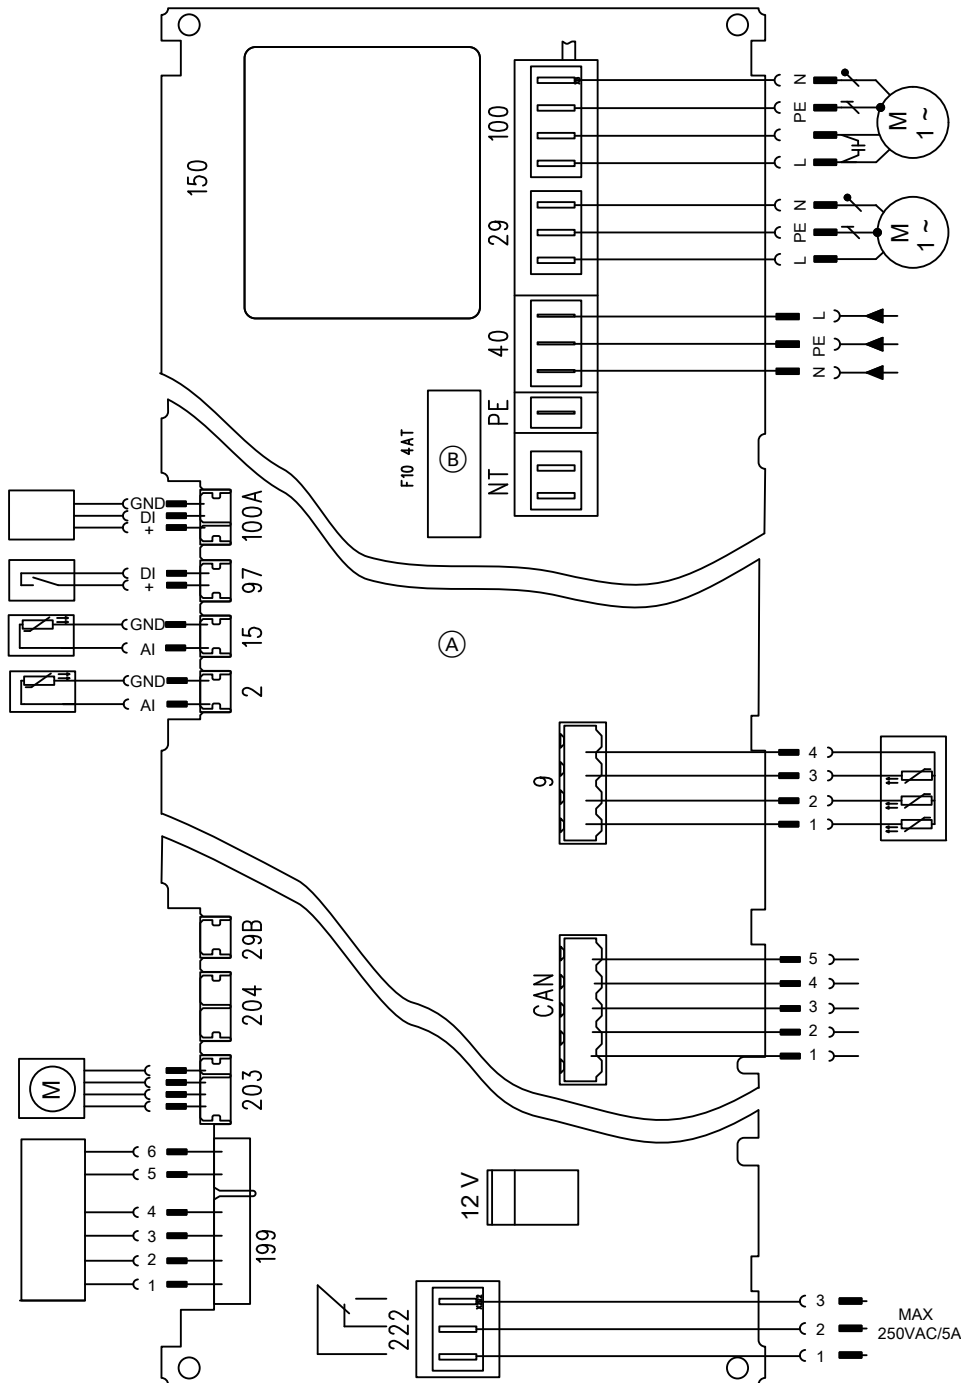 150
100
N
PE
L
M
1 ~
29
N
PE
L
M
1 ~
40
L
PE
N
PE
F10 4AT
B
NT
GND
DI
+
100A
DI
+
97
GND
AI
15
GND
AI
2
A
9
4
3
2
1
29B
204
CAN
5
4
3
2
1
M
203
6
5
4
3
2
1
199
12 V
222
3
2
1
MAX
250VAC/5A